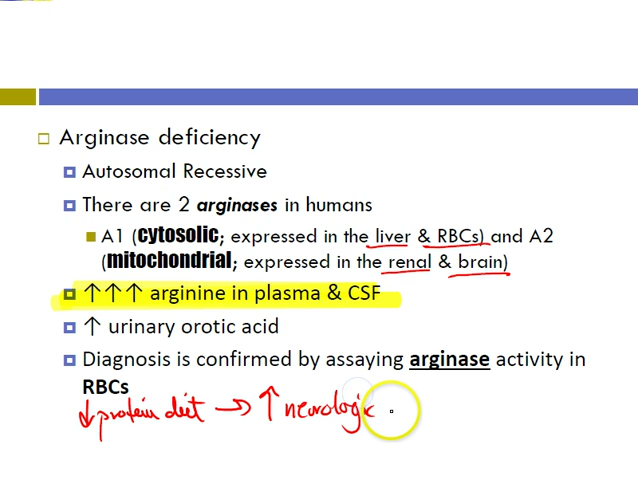 Arginase deficiency
Autosomal Recessive
There are 2 arginases in humans
A1 (cytosolic; expressed in the liver & RBCs) and A2
(mitochondrial; expressed in the renal & brain)
↑↑↑ arginine in plasma & CSF
↑ urinary orotic acid
Diagnosis is confirmed by assaying arginase activity in
RBCs
↓ protein diet → ↑ neurologic